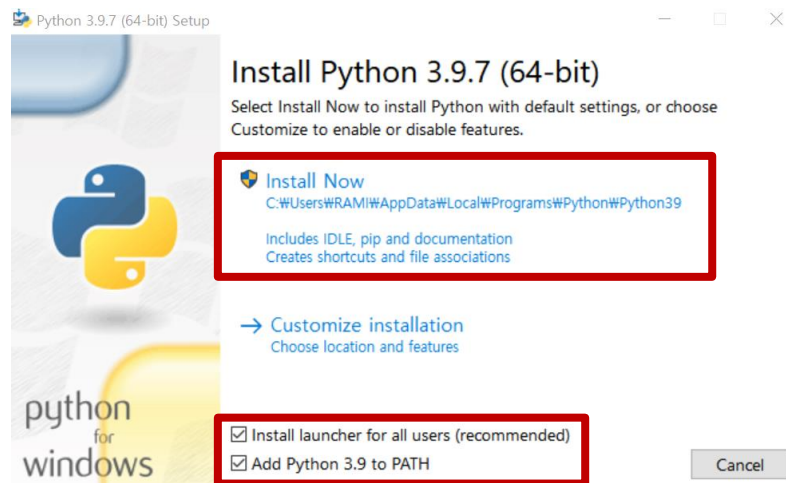 Python 3.9.7 (64-bit) Setup
Install Python 3.9.7 (64-bit)
Select Install Now to install Python with default settings, or choose
Customize to enable or disable features.
Install Now
C:₩Users₩RAMI₩AppData₩Local₩Programs₩Python₩Python39
Includes IDLE, pip and documentation
Creates shortcuts and file associations
→ Customize installation
Choose location and features
python
for
windows
Install launcher for all users (recommended)
Add Python 3.9 to PATH
Cancel